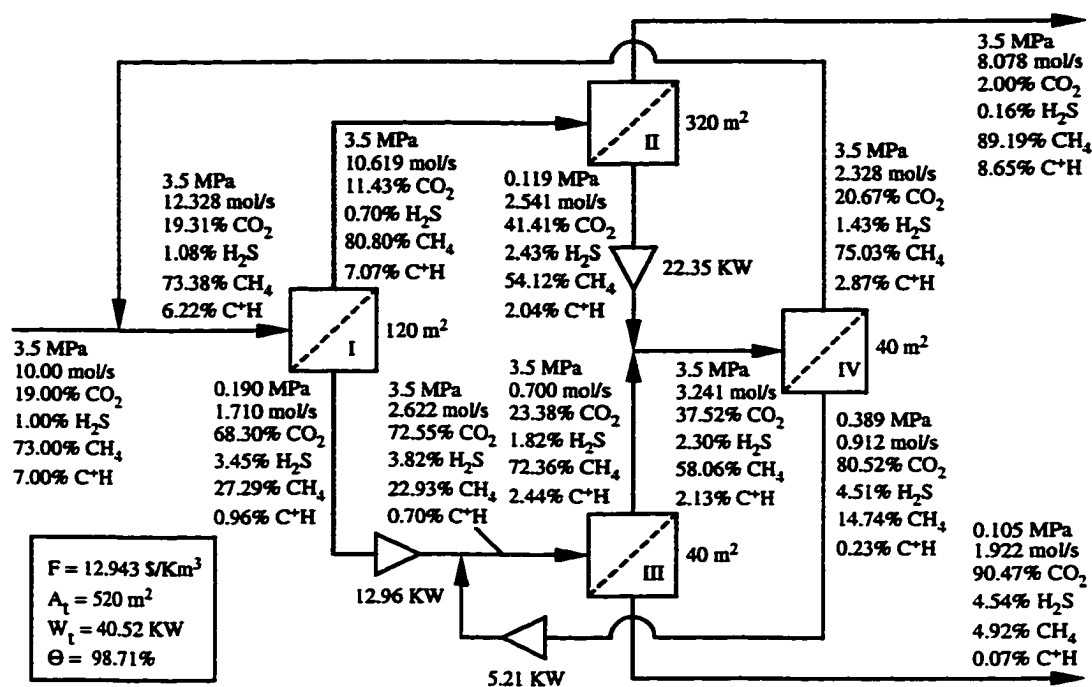 3.5 MPa
8.078 mol/s
2.00% CO₂
0.16% H₂S
89.19% CH₄
8.65% C⁺H
II
320 m²
3.5 MPa
10.619 mol/s
11.43% CO₂
0.70% H₂S
80.80% CH₄
7.07% C⁺H
3.5 MPa
12.328 mol/s
19.31% CO₂
1.08% H₂S
73.38% CH₄
6.22% C⁺H
0.119 MPa
2.541 mol/s
41.41% CO₂
2.43% H₂S
54.12% CH₄
2.04% C⁺H
22.35 KW
3.5 MPa
2.328 mol/s
20.67% CO₂
1.43% H₂S
75.03% CH₄
2.87% C⁺H
I
120 m²
IV
40 m²
3.5 MPa
10.00 mol/s
19.00% CO₂
1.00% H₂S
73.00% CH₄
7.00% C⁺H
0.190 MPa
1.710 mol/s
68.30% CO₂
3.45% H₂S
27.29% CH₄
0.96% C⁺H
3.5 MPa
2.622 mol/s
72.55% CO₂
3.82% H₂S
22.93% CH₄
0.70% C⁺H
3.5 MPa
0.700 mol/s
23.38% CO₂
1.82% H₂S
72.36% CH₄
2.44% C⁺H
3.5 MPa
3.241 mol/s
37.52% CO₂
2.30% H₂S
58.06% CH₄
2.13% C⁺H
0.389 MPa
0.912 mol/s
80.52% CO₂
4.51% H₂S
14.74% CH₄
0.23% C⁺H
12.96 KW
III
40 m²
5.21 KW
0.105 MPa
1.922 mol/s
90.47% CO₂
4.54% H₂S
4.92% CH₄
0.07% C⁺H
F = 12.943 $/Km³
Aₜ = 520 m²
Wₜ = 40.52 KW
Θ = 98.71%